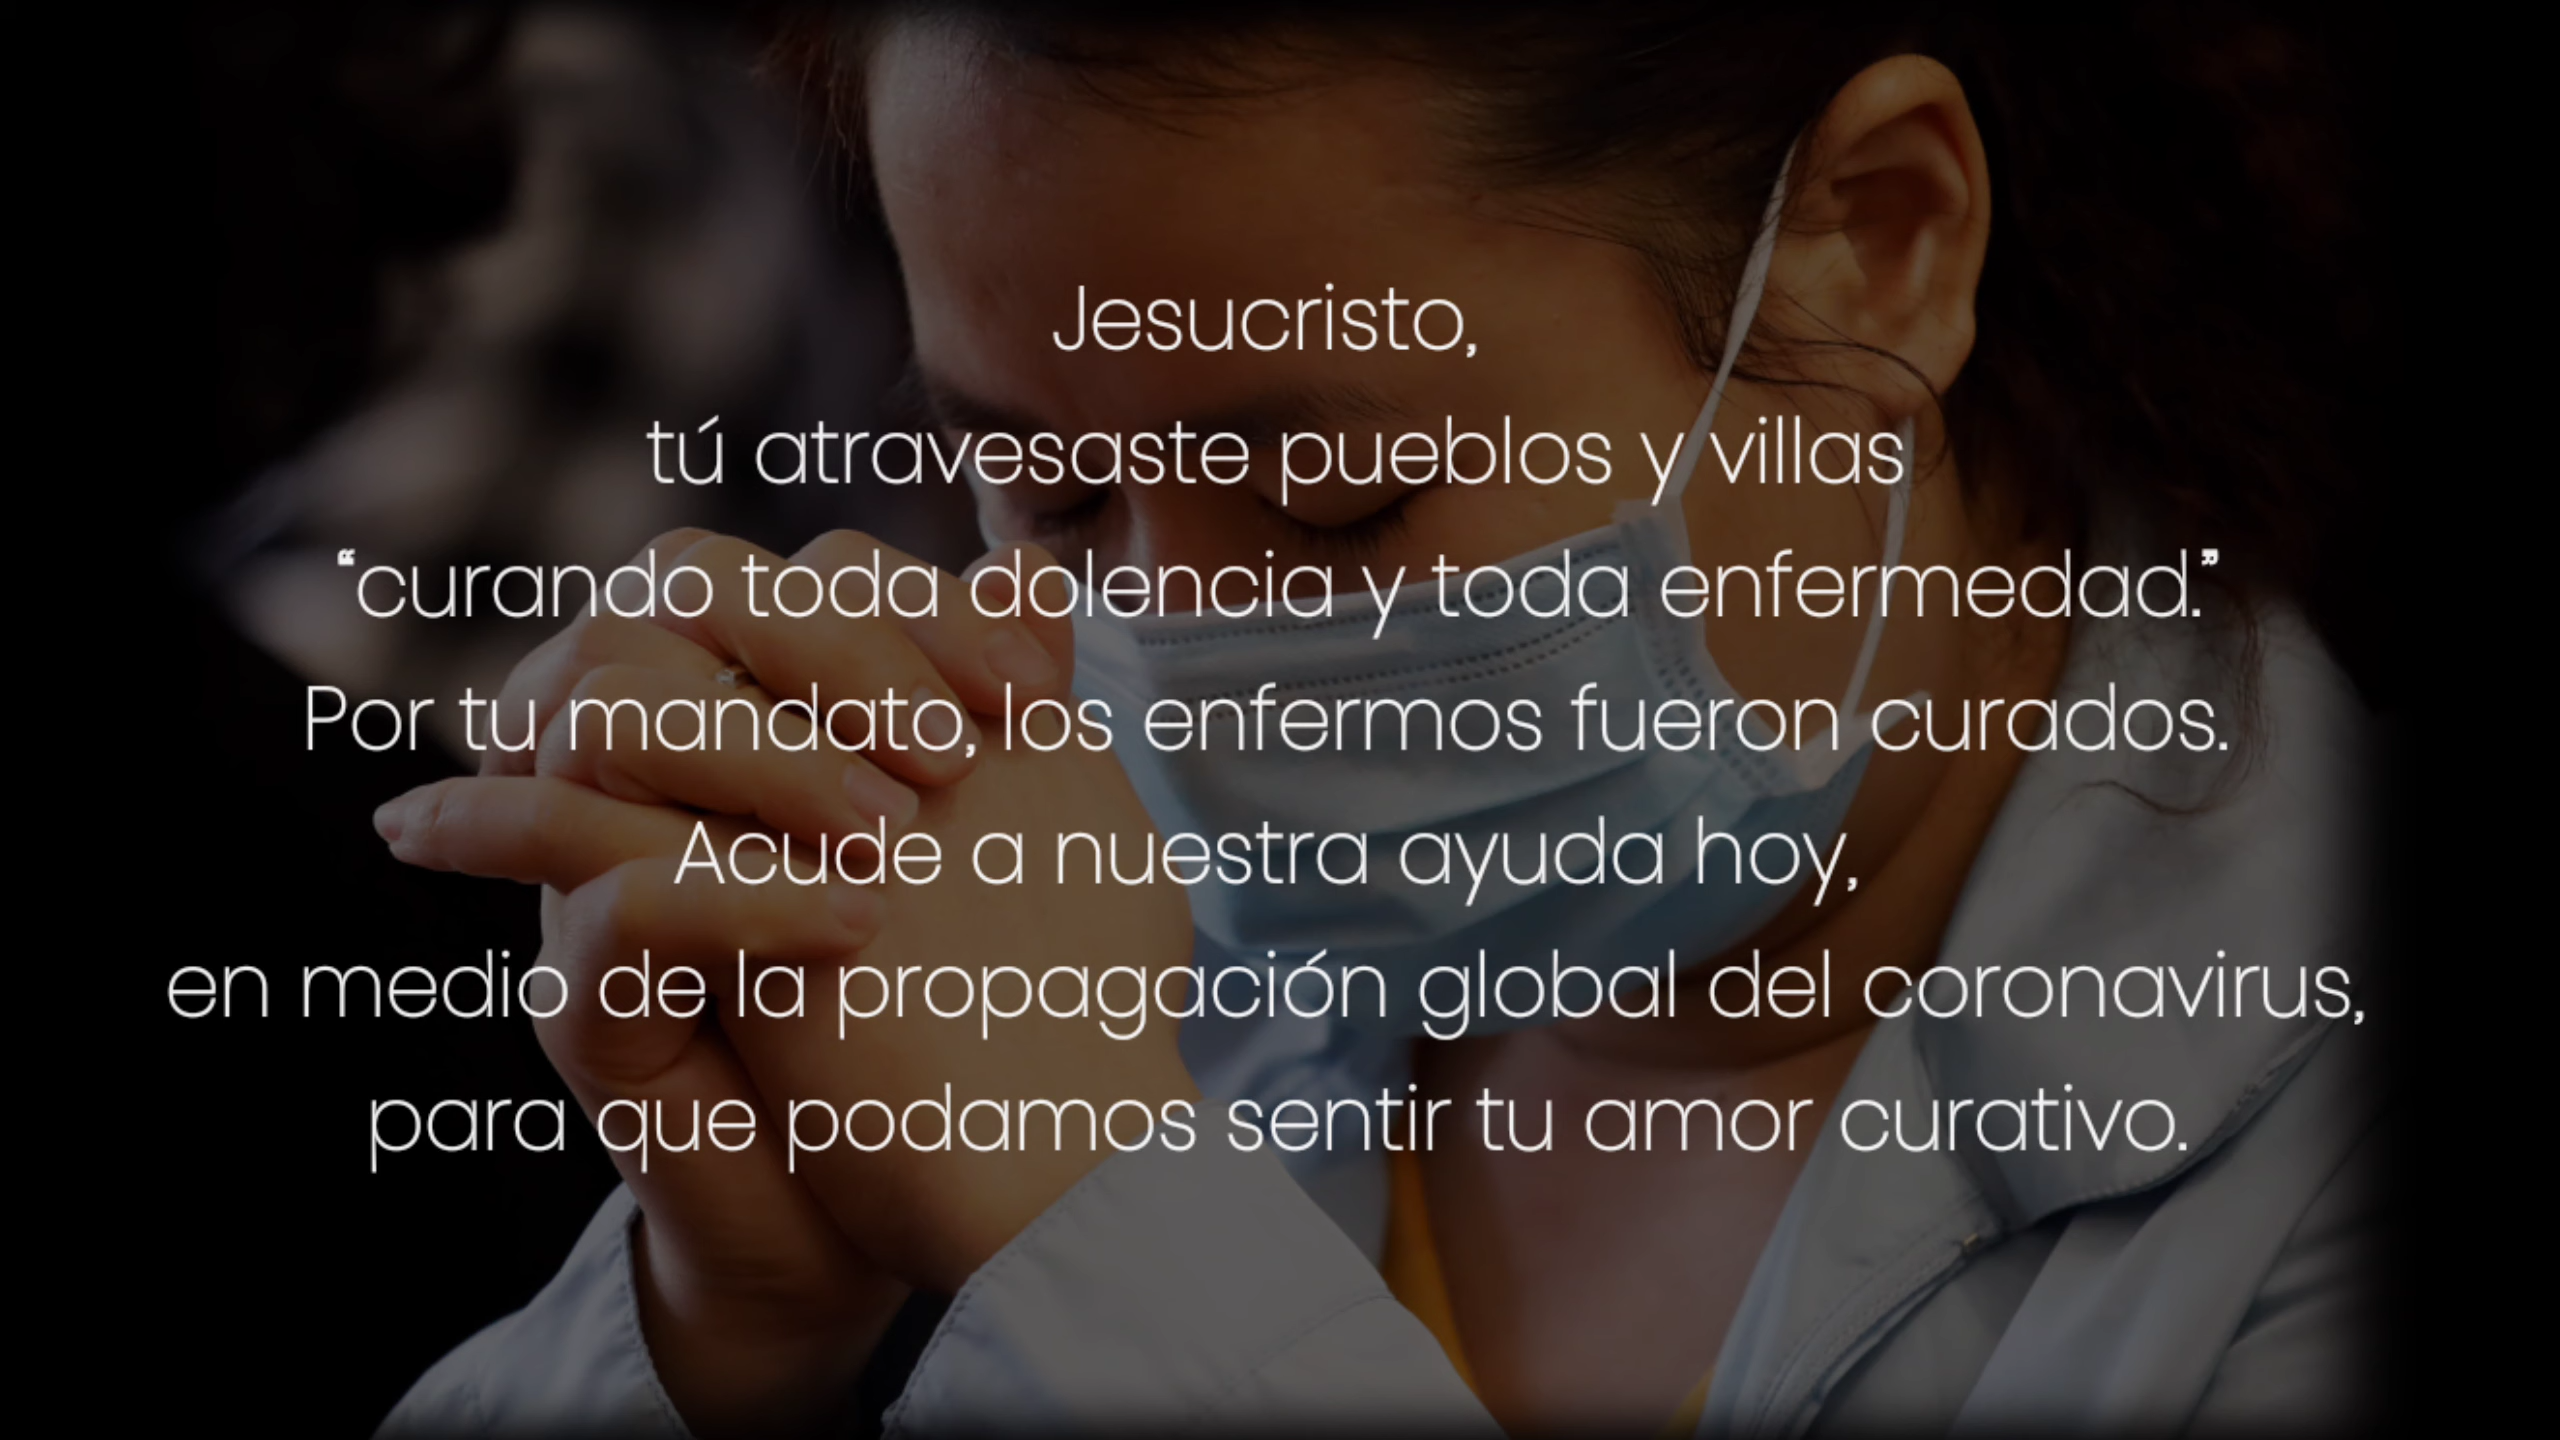 Jesucristo,
tú atravesaste pueblos y villas
“curando toda dolencia y toda enfermedad.”
Por tu mandato, los enfermos fueron curados.
Acude a nuestra ayuda hoy,
en medio de la propagación global del coronavirus,
para que podamos sentir tu amor curativo.